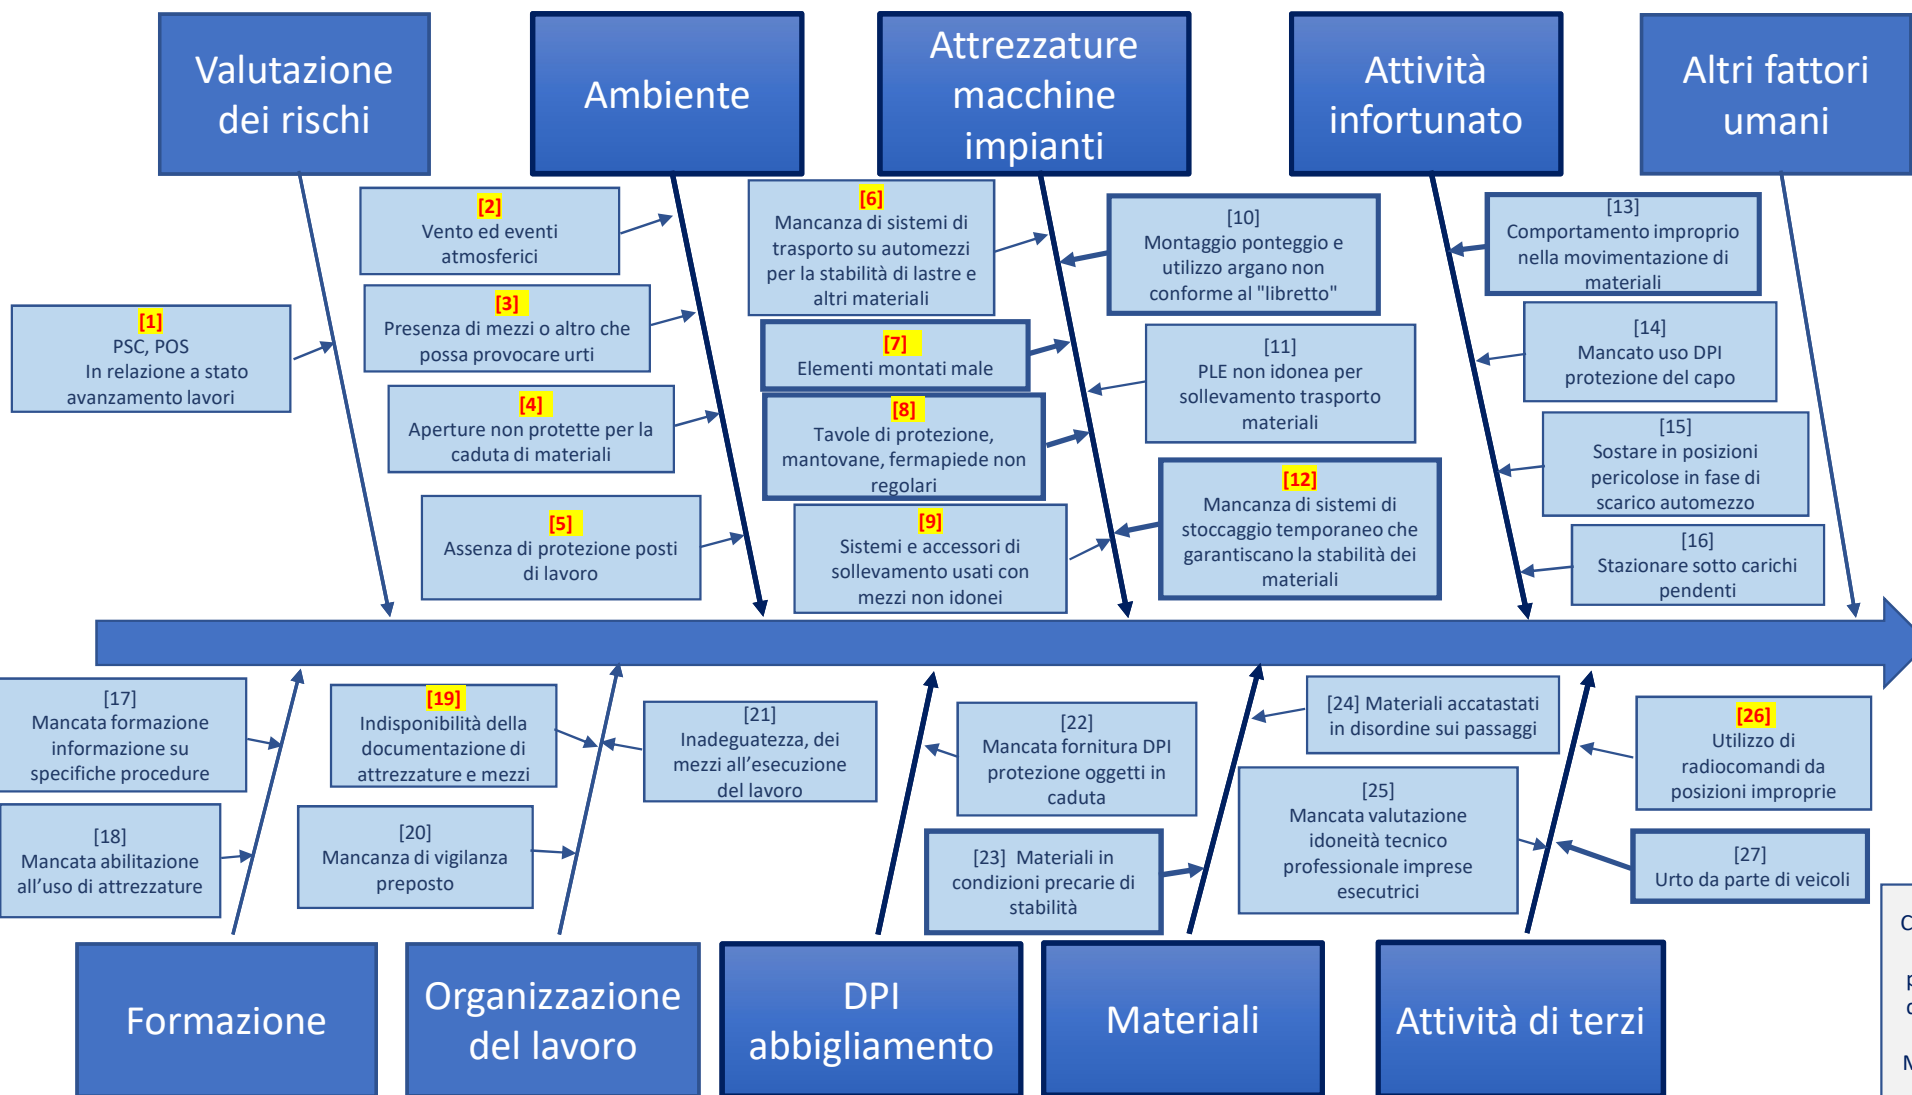 Valutazione
dei rischi
Ambiente
Attrezzature
macchine
impianti
Attività
infortunato
Altri fattori
umani
[1]
PSC, POS
In relazione a stato
avanzamento lavori
[2]
Vento ed eventi
atmosferici
[3]
Presenza di mezzi o altro che
possa provocare urti
[4]
Aperture non protette per la
caduta di materiali
[5]
Assenza di protezione posti
di lavoro
[6]
Mancanza di sistemi di
trasporto su automezzi
per la stabilità di lastre e
altri materiali
[7]
Elementi montati male
[8]
Tavole di protezione,
mantovane, fermapiede non
regolari
[9]
Sistemi e accessori di
sollevamento usati con
mezzi non idonei
[10]
Montaggio ponteggio e
utilizzo argano non
conforme al "libretto"
[11]
PLE non idonea per
sollevamento trasporto
materiali
[12]
Mancanza di sistemi di
stoccaggio temporaneo che
garantiscano la stabilità dei
materiali
[13]
Comportamento improprio
nella movimentazione di
materiali
[14]
Mancato uso DPI
protezione del capo
[15]
Sostare in posizioni
pericolose in fase di
scarico automezzo
[16]
Stazionare sotto carichi
pendenti
[17]
Mancata formazione
informazione su
specifiche procedure
[18]
Mancata abilitazione
all’uso di attrezzature
[19]
Indisponibilità della
documentazione di
attrezzature e mezzi
[20]
Mancanza di vigilanza
preposto
[21]
Inadeguatezza, dei
mezzi all’esecuzione
del lavoro
[22]
Mancata fornitura DPI
protezione oggetti in
caduta
[23] Materiali in
condizioni precarie di
stabilità
[24] Materiali accatastati
in disordine sui passaggi
[25]
Mancata valutazione
idoneità tecnico
professionale imprese
esecutrici
[26]
Utilizzo di
radiocomandi da
posizioni improprie
[27]
Urto da parte di veicoli
Formazione
Organizzazione
del lavoro
DPI
abbigliamento
Materiali
Attività di terzi